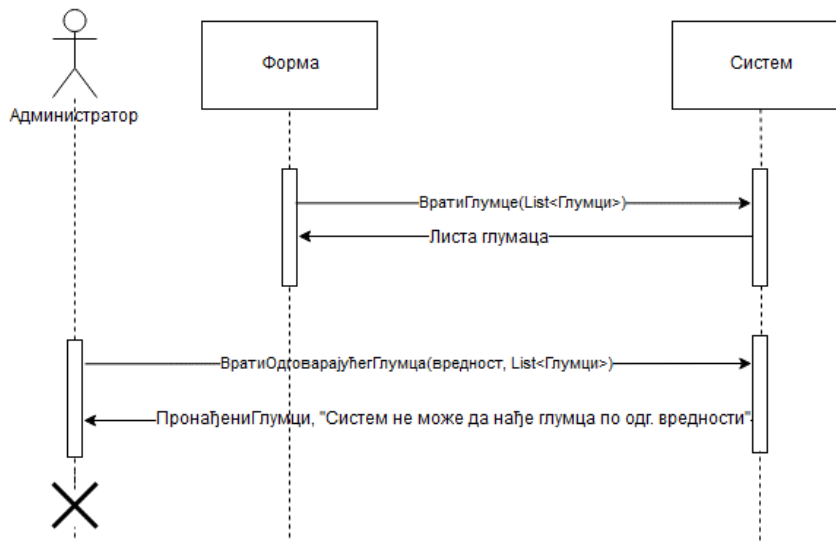 Форма
Систем
Администратор
ВратиГлумце(List<Глумци>)
Листа глумаца
ВратиОдговарајућегГлумца(вредност, List<Глумци>)
ПронађениГлумци, "Систем не може да нађе глумца по одг. вредности"